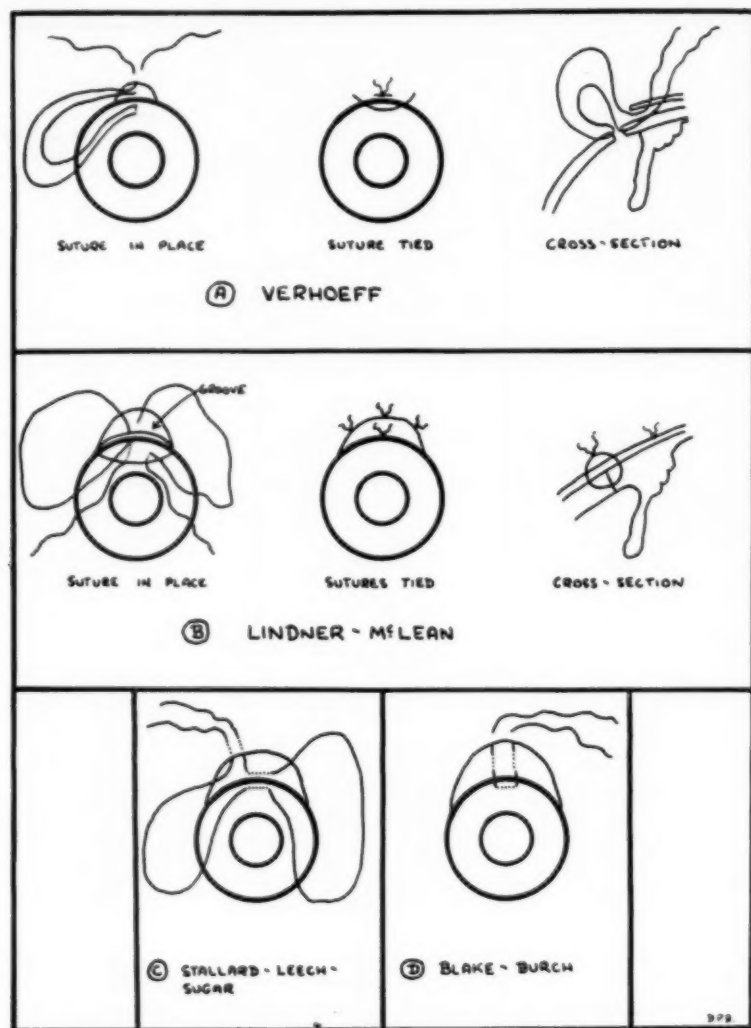 SUTURE IN PLACE
SUTURE TIED
CROSS-SECTION
A VERHOEFF
GROOVE
SUTURE IN PLACE
SUTURES TIED
CROSS-SECTION
B LINDNER-McLEAN
C STALLARD-LEECH-
SUGAR
D BLAKE-BURCH